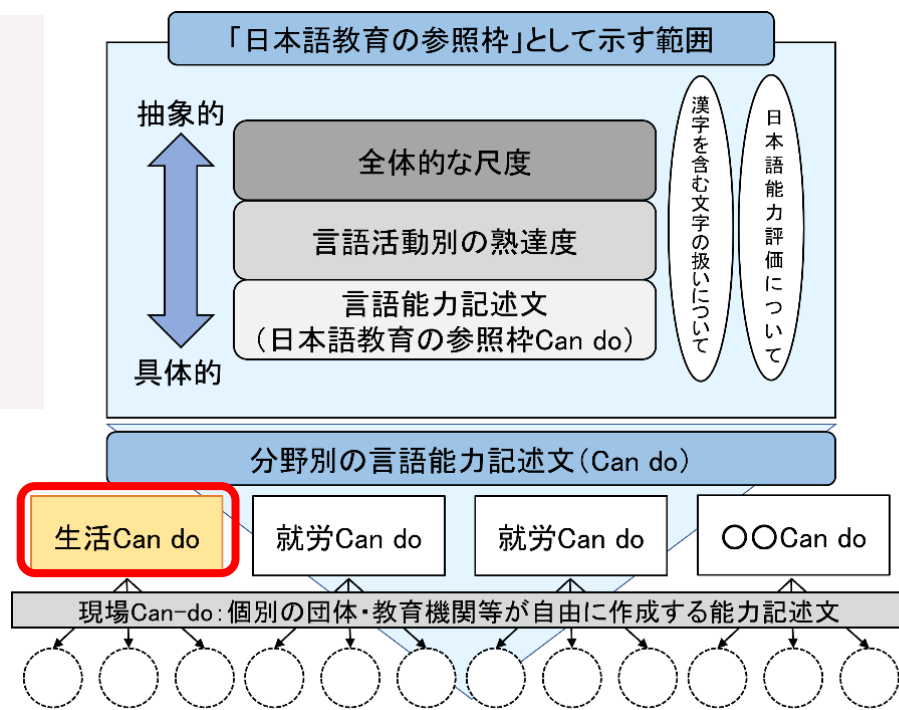 「日本語教育の参照枠」として示す範囲
抽象的
全体的な尺度
言語活動別の熟達度
言語能力記述文
(日本語教育の参照枠Can do)
具体的
漢字を含む文字の扱いについて
日本語能力評価について
分野別の言語能力記述文(Can do)
生活Can do
就労Can do
就労Can do
〇〇Can do
現場Can-do:個別の団体・教育機関等が自由に作成する能力記述文